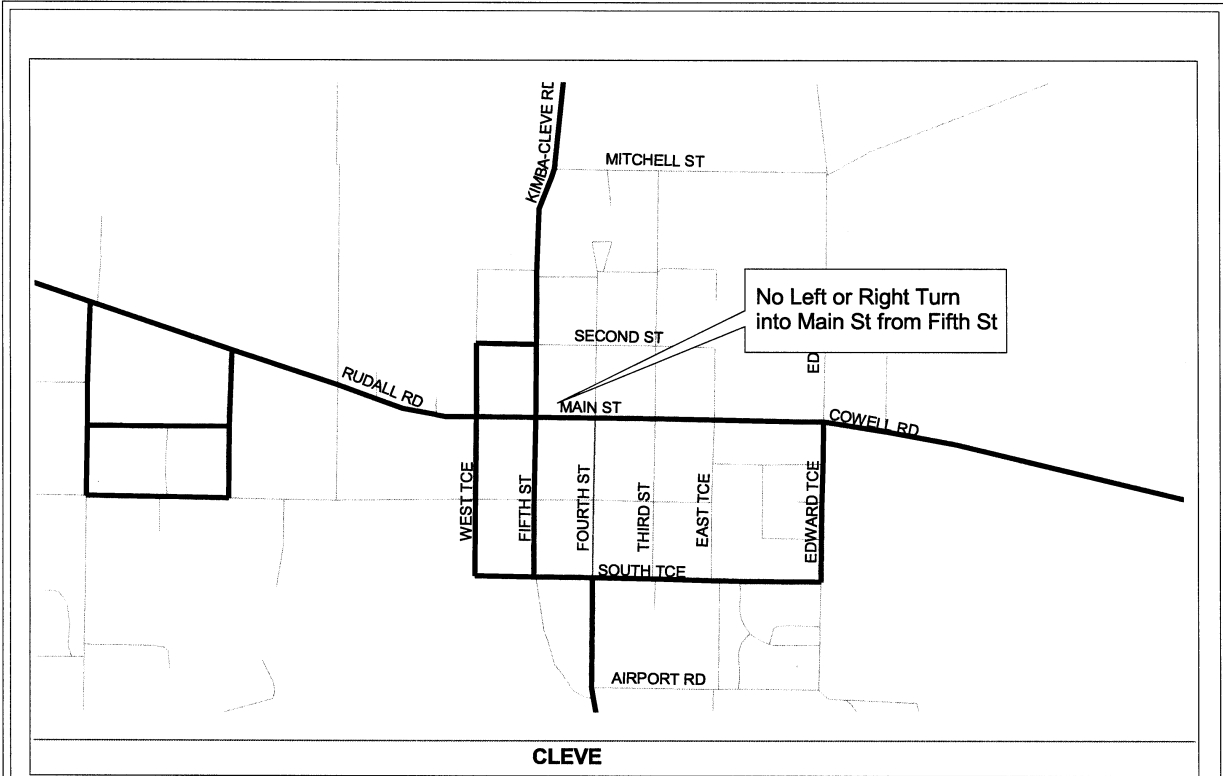 KIMBA-CLEVE RD
MITCHELL ST
No Left or Right Turn
into Main St from Fifth St
SECOND ST
ED
RUDALL RD
MAIN ST
COWELL RD
WEST TCE
FIFTH ST
FOURTH ST
THIRD ST
EAST TCE
EDWARD TCE
SOUTH TCE
AIRPORT RD
CLEVE